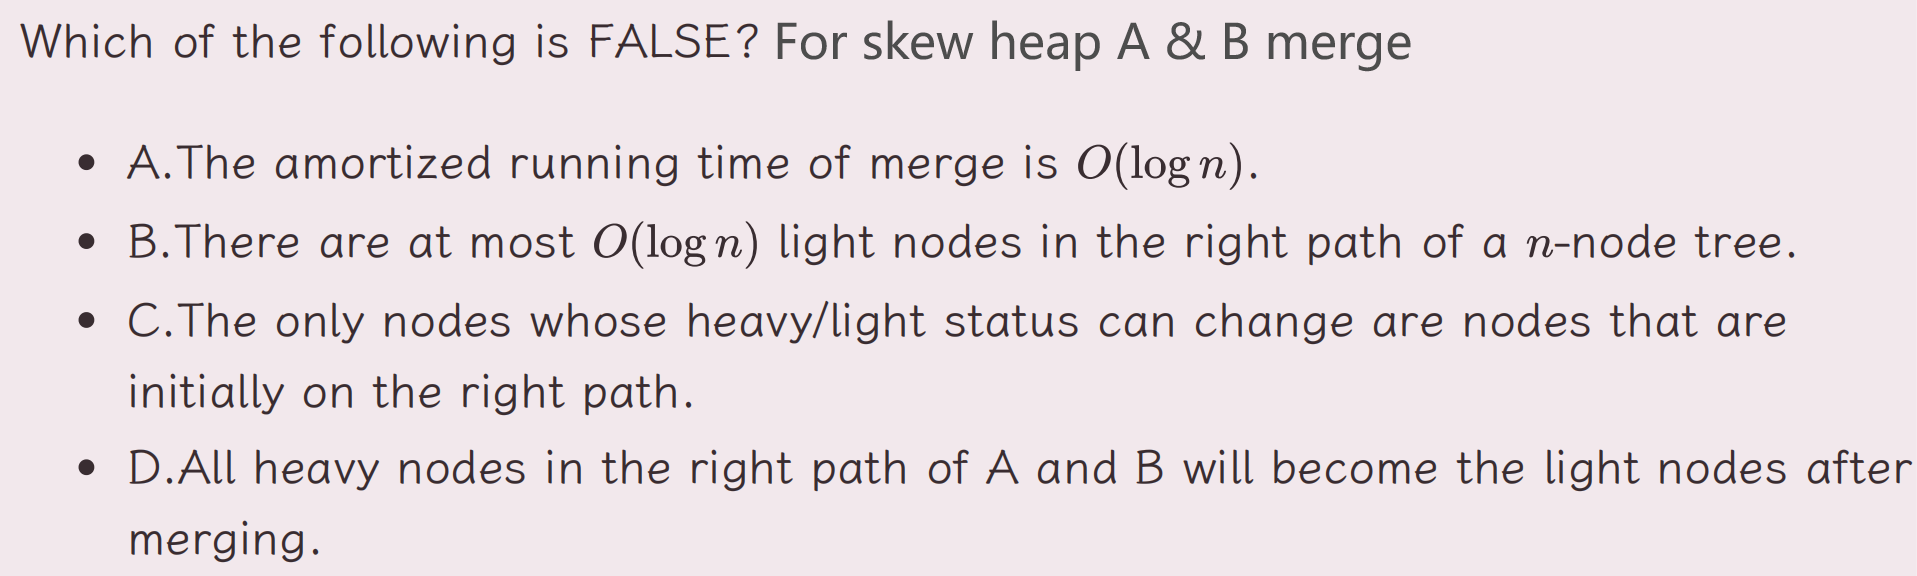 Which of the following is FALSE? For skew heap A & B merge
• A.The amortized running time of merge is O(log n).
• B.There are at most O(log n) light nodes in the right path of a n-node tree.
• C.The only nodes whose heavy/light status can change are nodes that are
initially on the right path.
• D.All heavy nodes in the right path of A and B will become the light nodes after
merging.